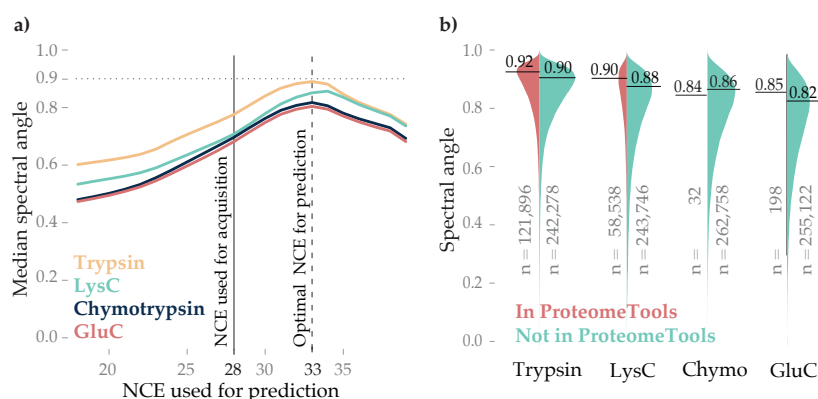 a)
Median spectral angle
1.0
0.9
0.8
0.6
0.4
0.2
0.0
Trypsin
LysC
Chymotrypsin
GluC
NCE used for acquisition
Optimal NCE for prediction
20
25
28
30
33
35
NCE used for prediction
b)
Spectral angle
1.0
0.8
0.6
0.4
0.2
0.0
0.92
0.90
0.90
0.88
0.84
0.86
0.85
0.82
n = 121,896
n = 242,278
n = 58,538
n = 243,746
n = 32
n = 262,758
n = 198
n = 255,122
In ProteomeTools
Not in ProteomeTools
Trypsin
LysC
Chymo
GluC